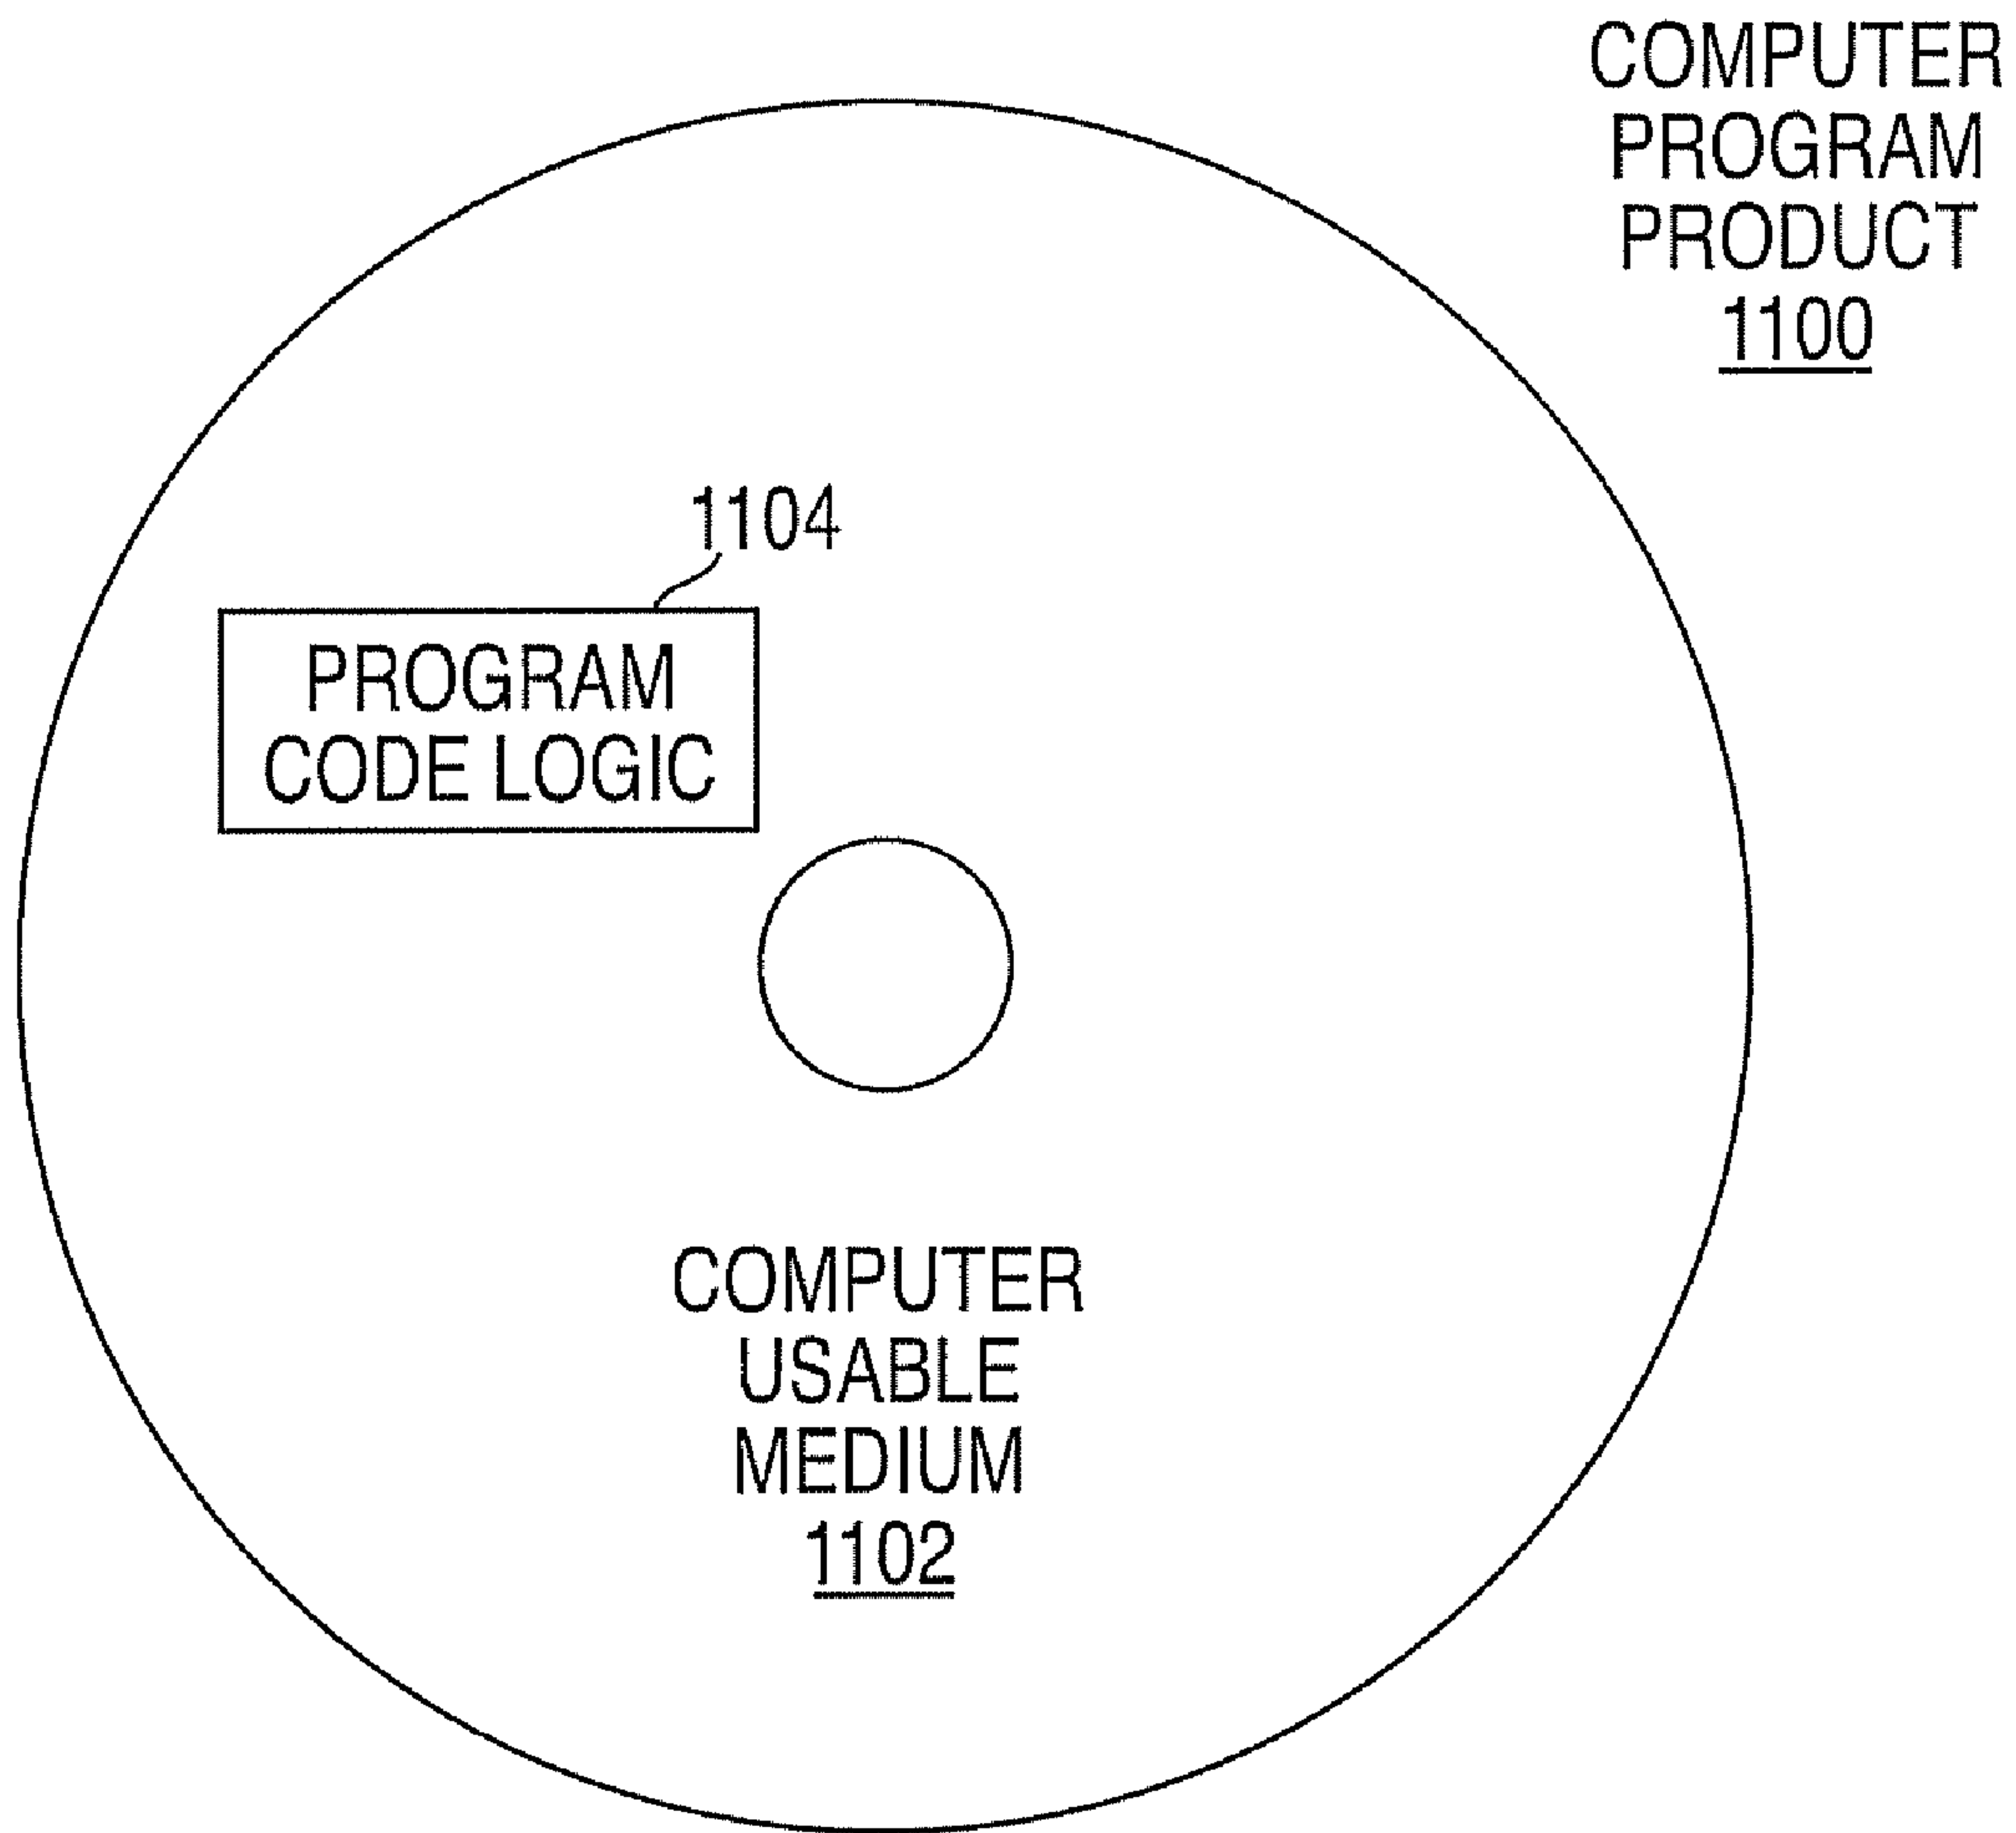 COMPUTER
PROGRAM
PRODUCT
1100
1104
PROGRAM
CODE LOGIC
COMPUTER
USABLE
MEDIUM
1102